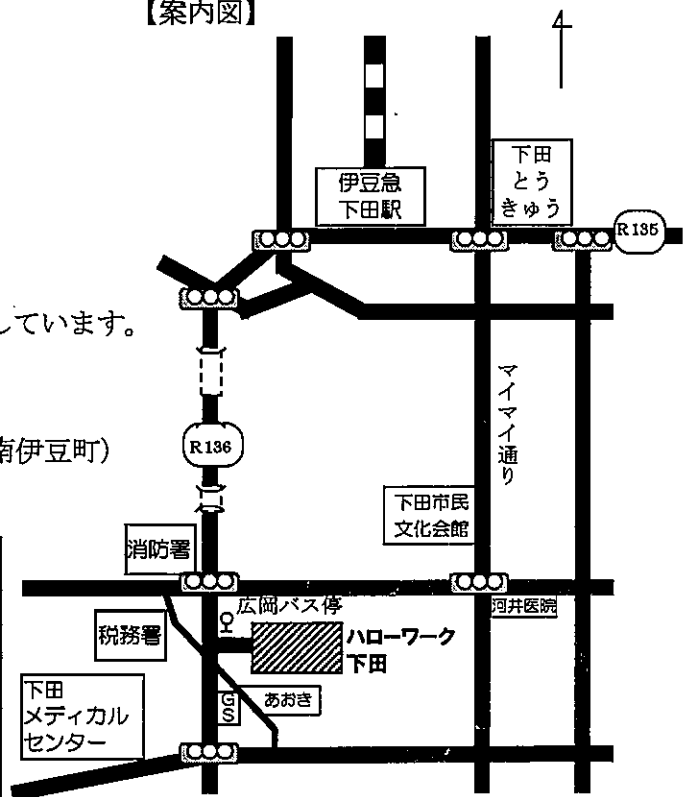 【案内図】
伊豆急
下田駅
下田
とう
きゅう
R135
しています。
R136
南伊豆町)
マイマイ通り
下田市民
文化会館
消防署
広岡バス停
河井医院
税務署
ハローワーク
下田
下田
メディカル
センター
GS
あおき